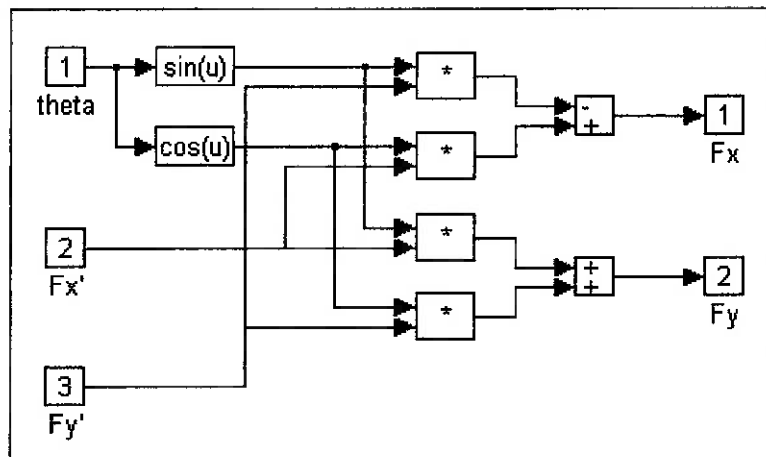 1
theta
sin(u)
cos(u)
2
Fx'
3
Fy'
*
*
*
*
-
+
+
+
1
Fx
2
Fy